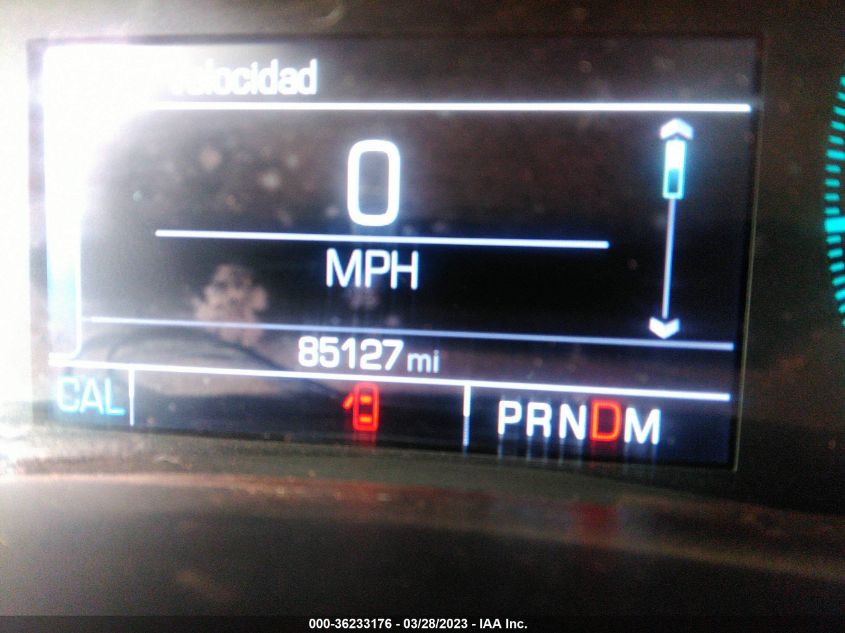 Velocidad
0
MPH
85127 mi
CAL PRNDM
000-36233176 - 03/28/2023 - IAA Inc.